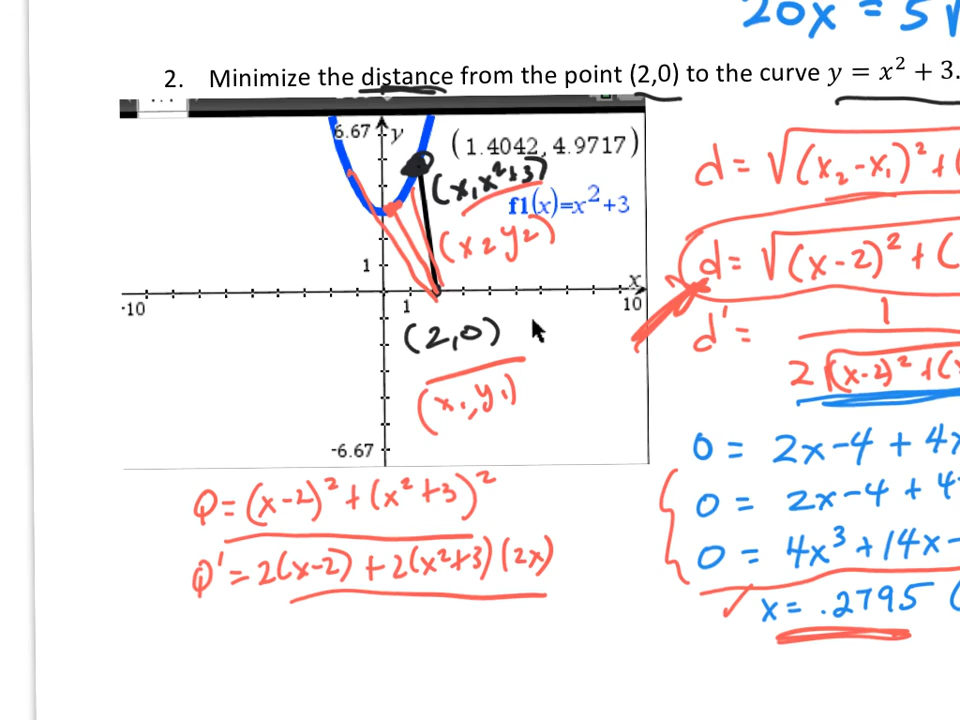 20x = 5√
2. Minimize the distance from the point (2,0) to the curve y = x² + 3.
6.67 y
(1.4042, 4.9717)
(x, x²+3)
f1(x)=x²+3
(x₂ y₂)
1
x
-10
1
10
(2,0)
(x₁, y₁)
-6.67
Q = (x-2)² + (x²+3)²
Q' = 2(x-2) + 2(x²+3)(2x)
d = √(x₂-x₁)² + (
d = √(x-2)² + (
d' = 1
2√(x-2)² + (x
0 = 2x-4 + 4x
0 = 2x-4 + 4
0 = 4x³ + 14x -
x = .2795 (